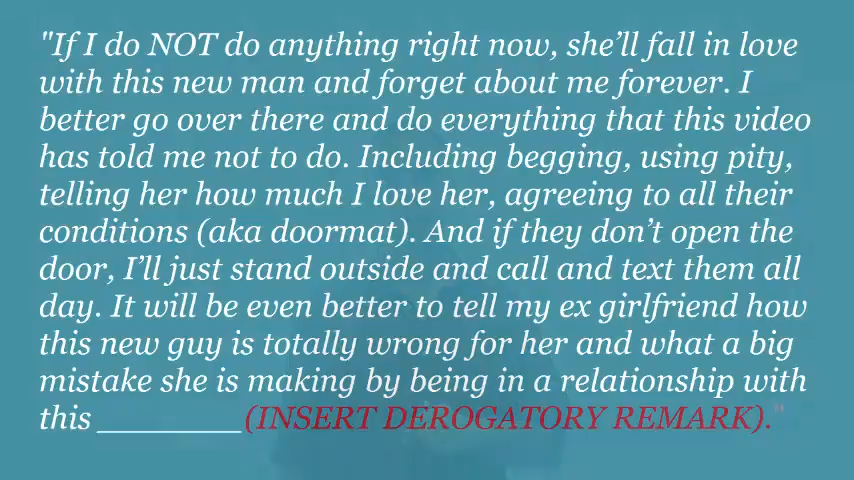 "If I do NOT do anything right now, she’ll fall in love
with this new man and forget about me forever. I
better go over there and do everything that this video
has told me not to do. Including begging, using pity,
telling her how much I love her, agreeing to all their
conditions (aka doormat). And if they don’t open the
door, I’ll just stand outside and call and text them all
day. It will be even better to tell my ex girlfriend how
this new guy is totally wrong for her and what a big
mistake she is making by being in a relationship with
this _________(INSERT DEROGATORY REMARK)."